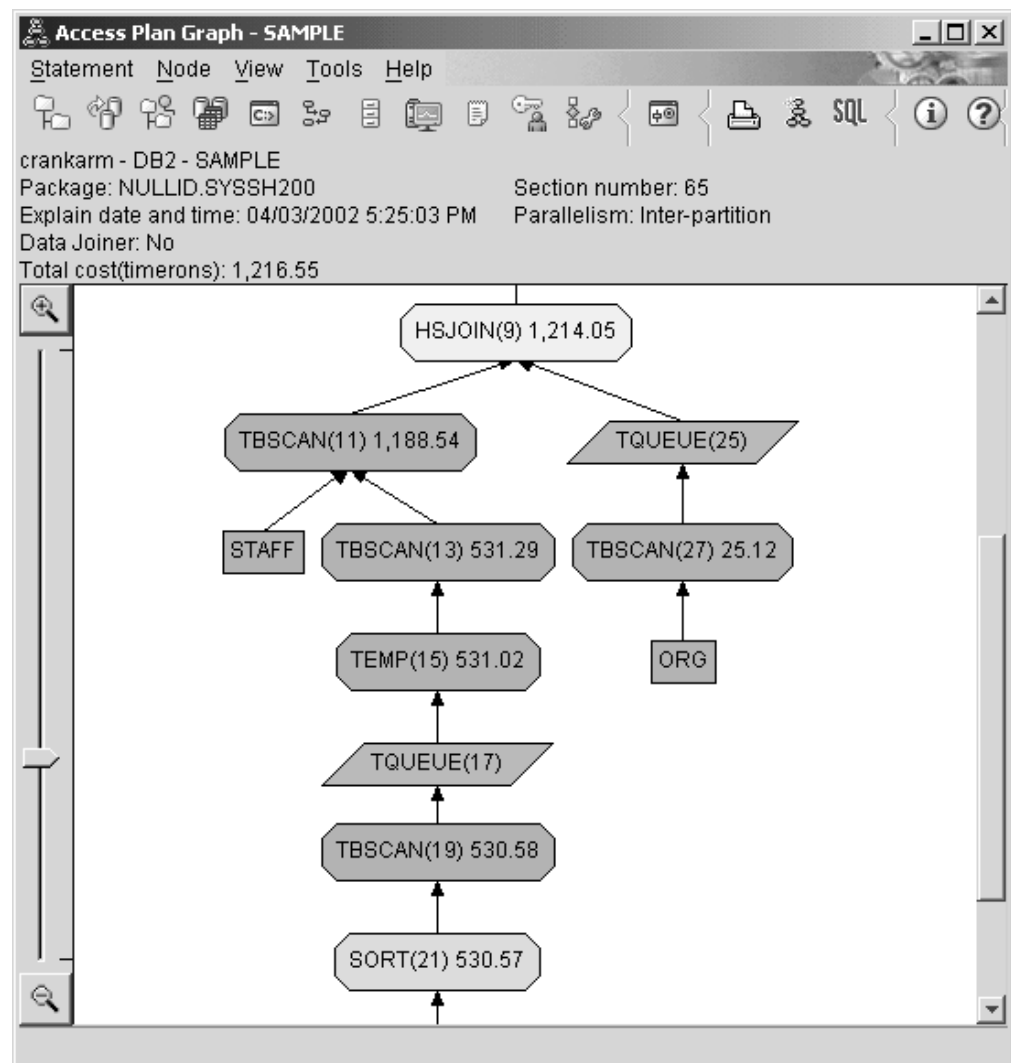 Access Plan Graph - SAMPLE
Statement Node View Tools Help
SQL
crankarm - DB2 - SAMPLE
Package: NULLID.SYSSH200 Section number: 65
Explain date and time: 04/03/2002 5:25:03 PM Parallelism: Inter-partition
Data Joiner: No
Total cost(timerons): 1,216.55
HSJOIN(9) 1,214.05
TBSCAN(11) 1,188.54 TQUEUE(25)
STAFF TBSCAN(13) 531.29 TBSCAN(27) 25.12
TEMP(15) 531.02 ORG
TQUEUE(17)
TBSCAN(19) 530.58
SORT(21) 530.57